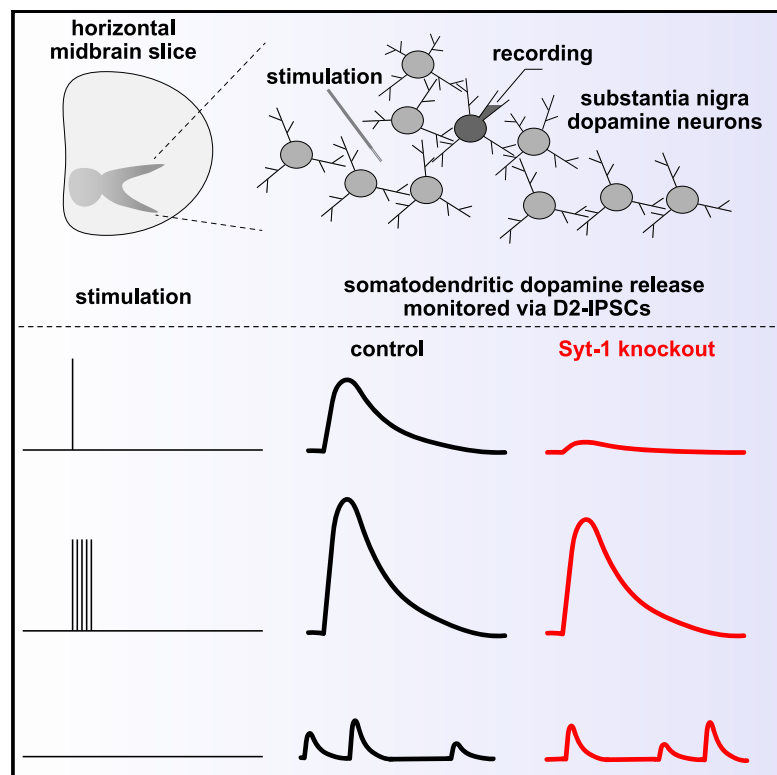 horizontal
midbrain slice
stimulation
recording
substantia nigra
dopamine neurons
stimulation
somatodendritic dopamine release
monitored via D2-IPSCs
control
Syt-1 knockout